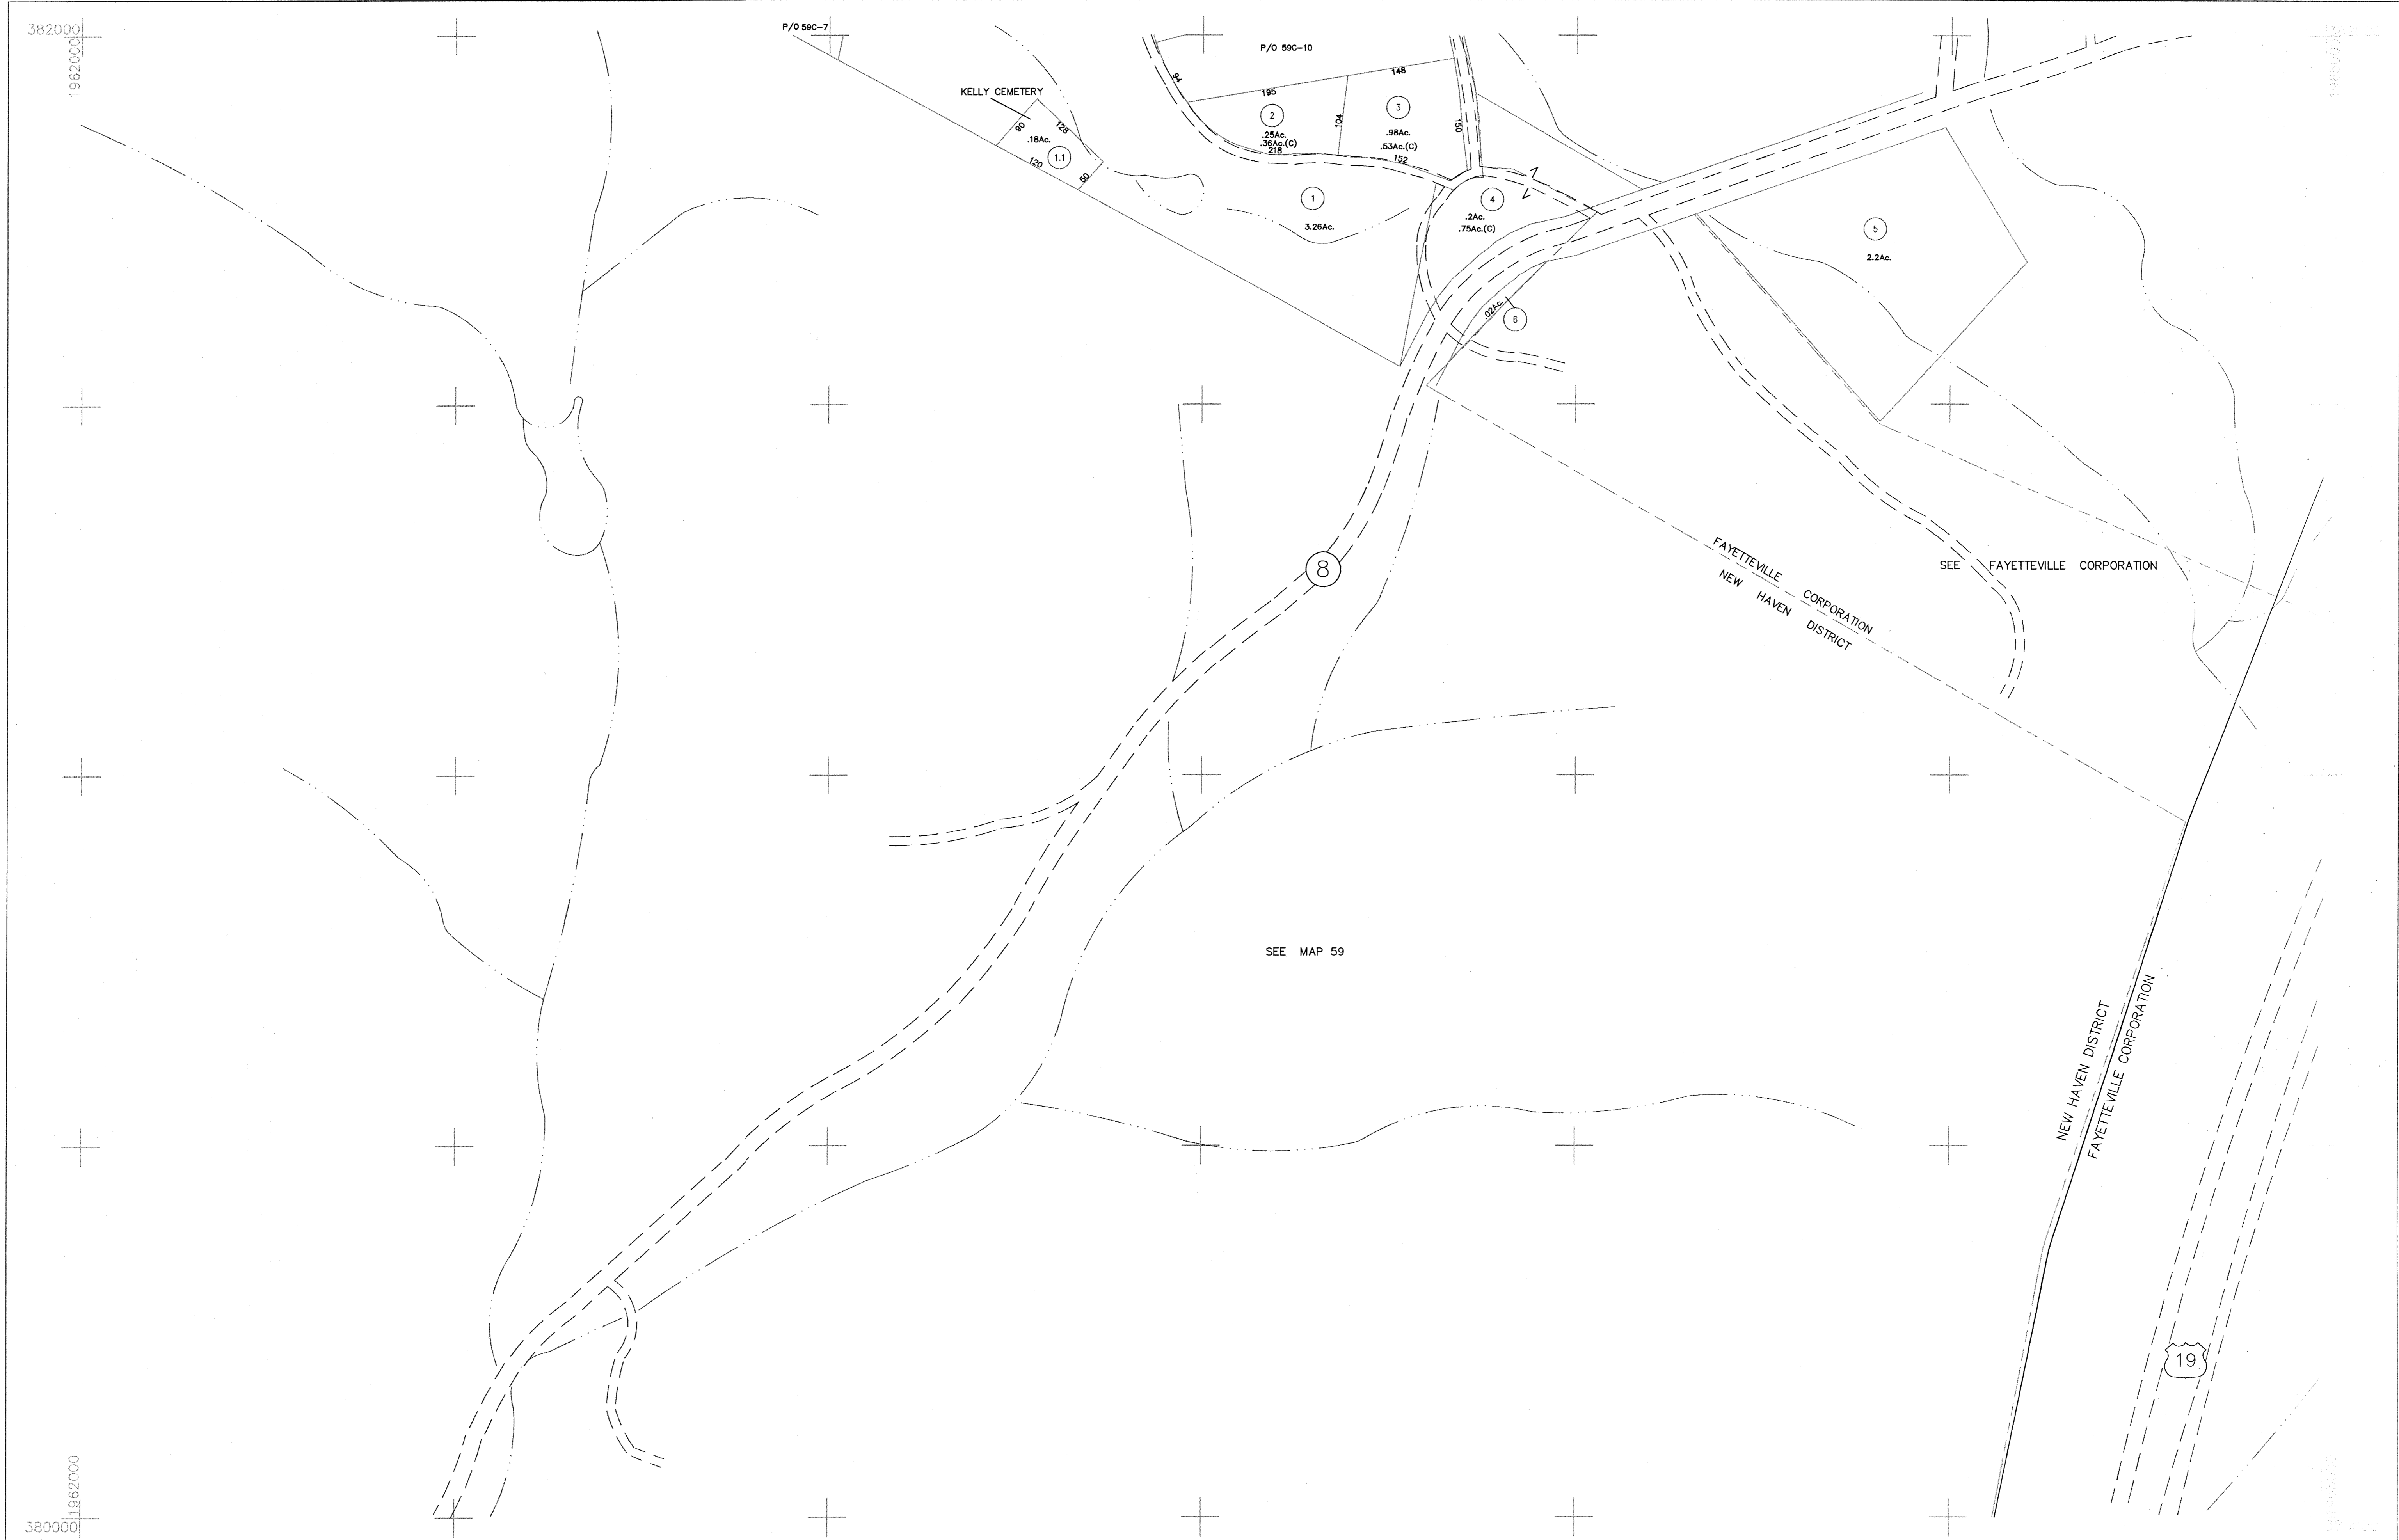 382000
1962000
P/O 59C-7
P/O 59C-10
KELLY CEMETERY
90
128
.18Ac.
1.1
120
50
94
195
148
2
.25Ac.
.36Ac.(C)
218
104
3
.98Ac.
.53Ac.(C)
152
150
1
3.26Ac.
4
.2Ac.
.75Ac.(C)
5
2.2Ac.
.02Ac.
6
8
FAYETTEVILLE CORPORATION
NEW HAVEN DISTRICT
SEE FAYETTEVILLE CORPORATION
SEE MAP 59
NEW HAVEN DISTRICT
FAYETTEVILLE CORPORATION
19
1962000
380000